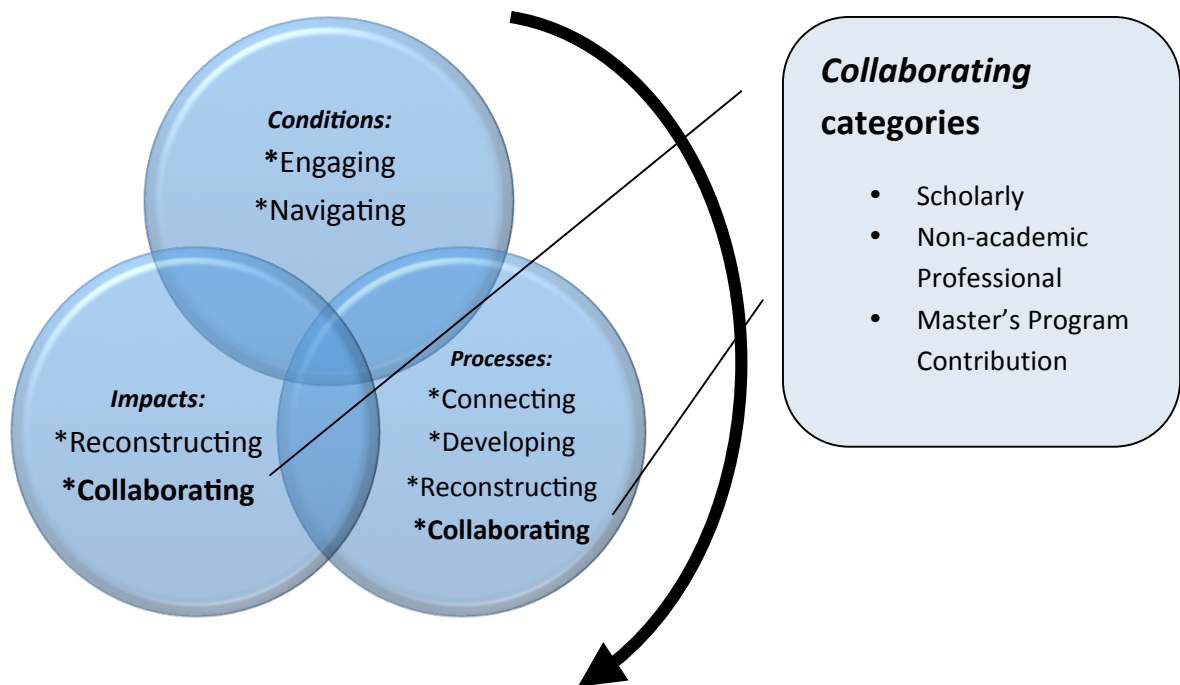 Conditions:
*Engaging
*Navigating
Impacts:
*Reconstructing
*Collaborating
Processes:
*Connecting
*Developing
*Reconstructing
*Collaborating
Collaborating
categories
• Scholarly
• Non-academic
Professional
• Master’s Program
Contribution